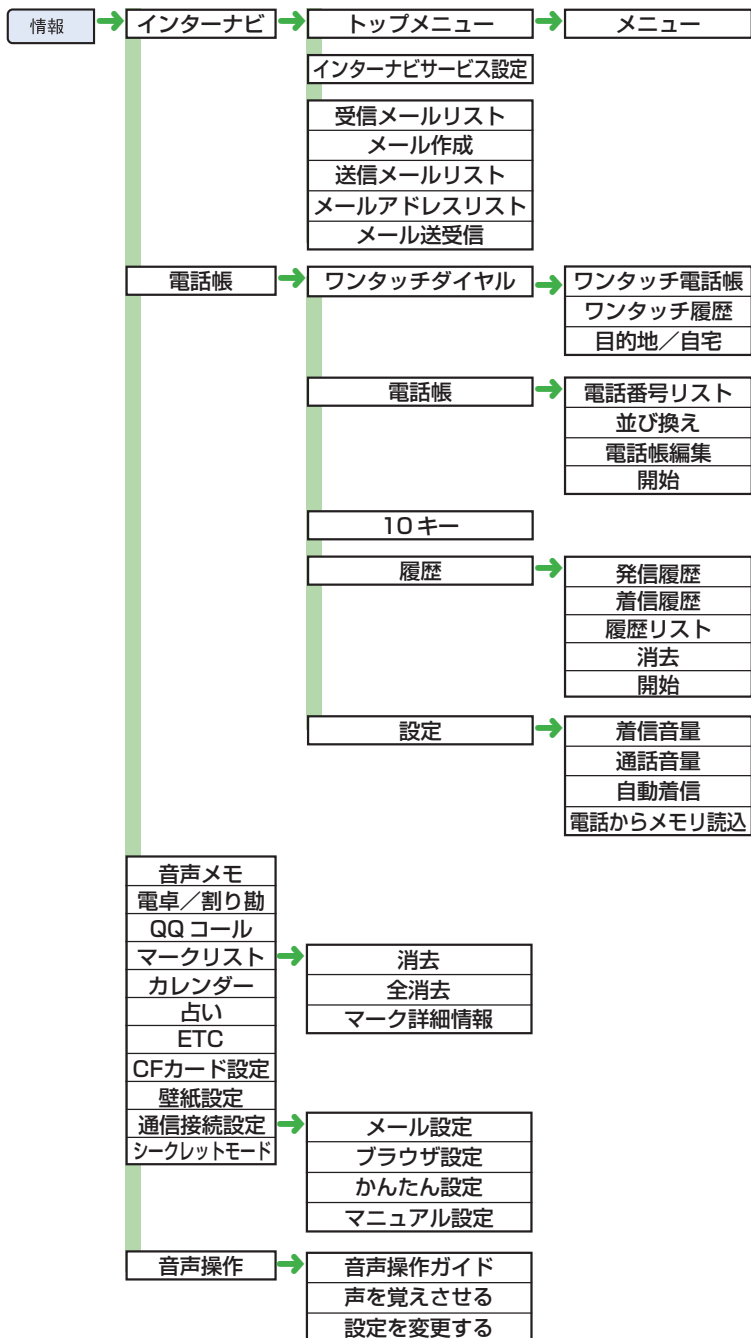 情報
インターナビ
トップメニュー
メニュー
インターナビサービス設定
受信メールリスト
メール作成
送信メールリスト
メールアドレスリスト
メール送受信
電話帳
ワンタッチダイヤル
ワンタッチ電話帳
ワンタッチ履歴
目的地／自宅
電話帳
電話番号リスト
並び換え
電話帳編集
開始
10キー
履歴
発信履歴
着信履歴
履歴リスト
消去
開始
設定
着信音量
通話音量
自動着信
電話からメモリ読込
音声メモ
電卓／割り勘
QQコール
マークリスト
カレンダー
占い
ETC
CFカード設定
壁紙設定
通信接続設定
シークレットモード
消去
全消去
マーク詳細情報
メール設定
ブラウザ設定
かんたん設定
マニュアル設定
音声操作
音声操作ガイド
声を覚えさせる
設定を変更する